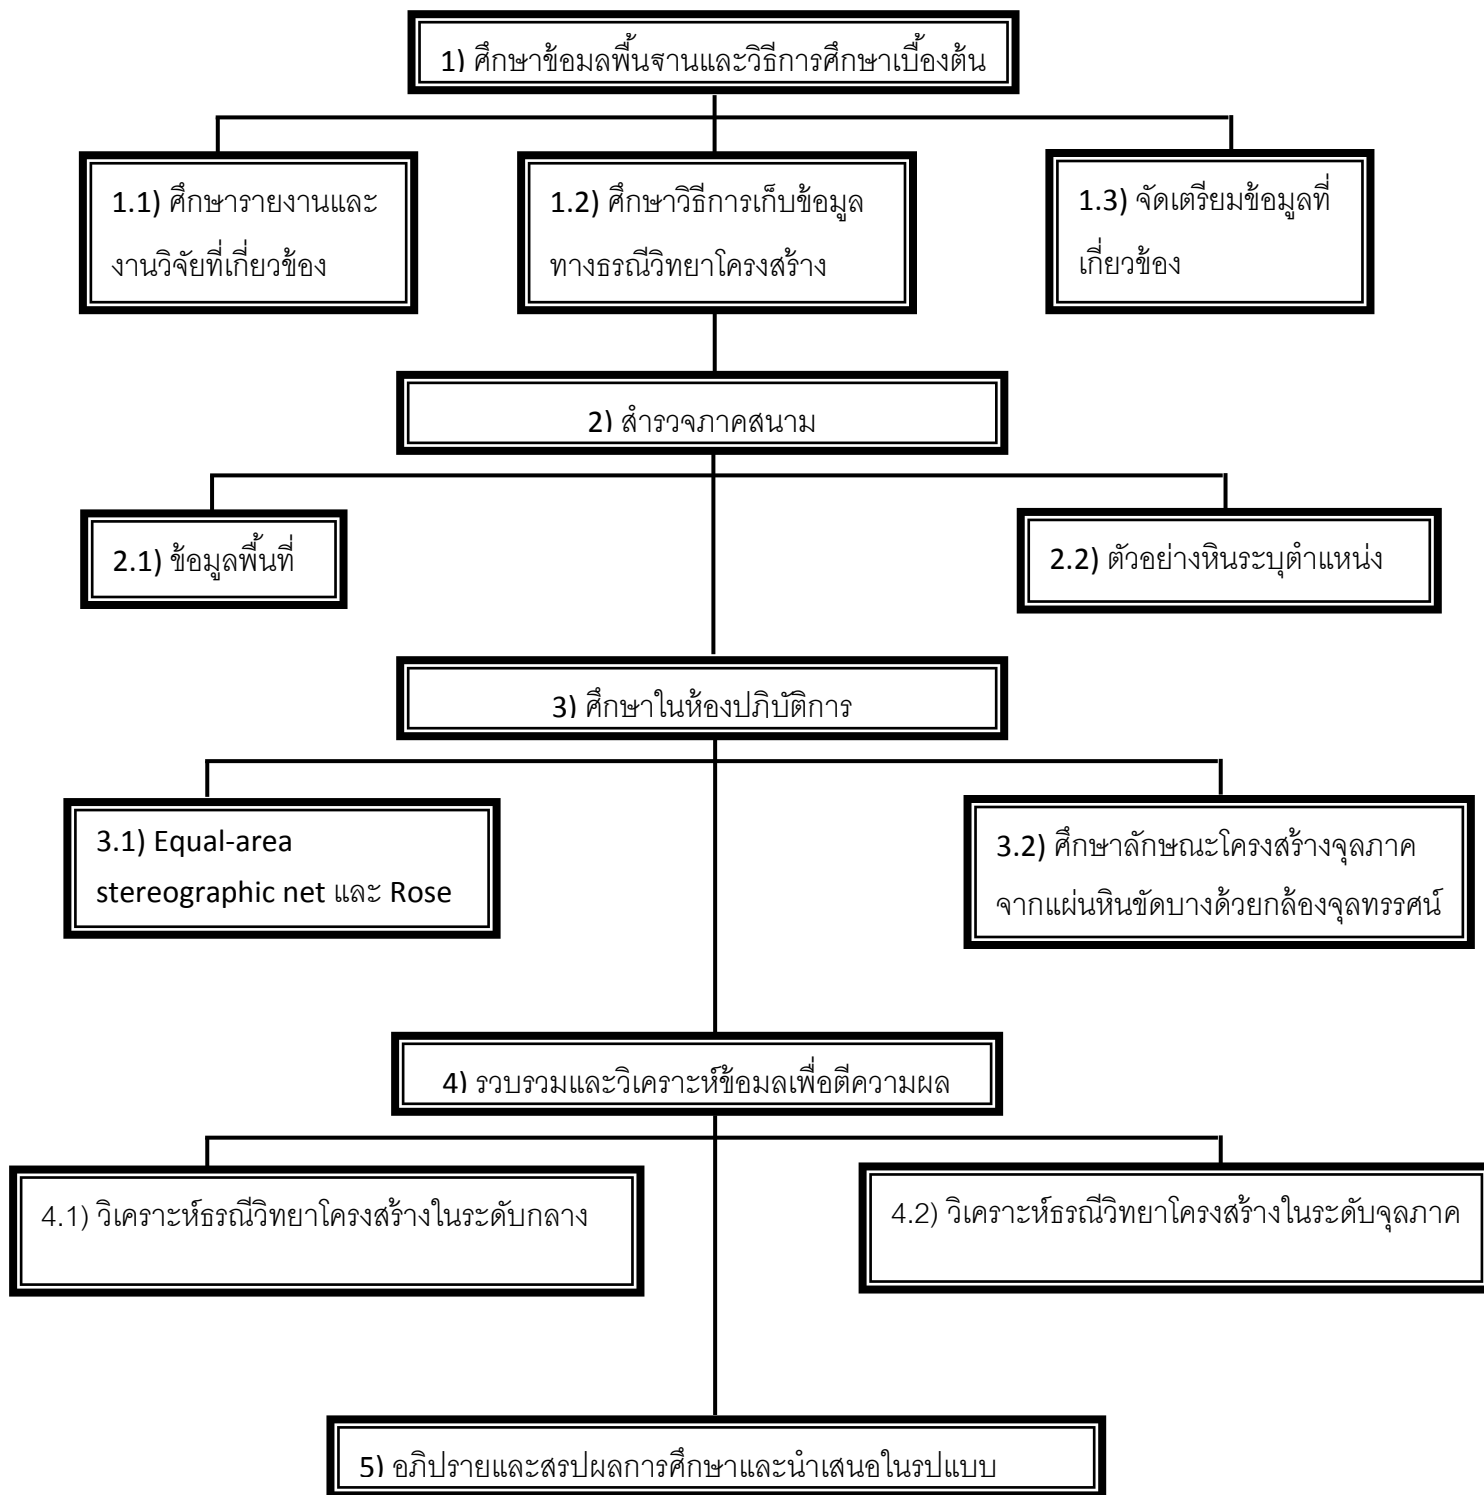 1) ศึกษาข้อมูลพื้นฐานและวิธีการศึกษาเบื้องต้น
1.1) ศึกษารายงานและ
งานวิจัยที่เกี่ยวข้อง
1.2) ศึกษาวิธีการเก็บข้อมูล
ทางธรณีวิทยาโครงสร้าง
1.3) จัดเตรียมข้อมูลที่
เกี่ยวข้อง
2) สำรวจภาคสนาม
2.1) ข้อมูลพื้นที่
2.2) ตัวอย่างหินระบุตำแหน่ง
3) ศึกษาในห้องปฏิบัติการ
3.1) Equal-area
stereographic net และ Rose
3.2) ศึกษาลักษณะโครงสร้างจุลภาค
จากแผ่นหินขัดบางด้วยกล้องจุลทรรศน์
4) รวบรวมและวิเคราะห์ข้อมูลเพื่อตีความผล
4.1) วิเคราะห์ธรณีวิทยาโครงสร้างในระดับกลาง
4.2) วิเคราะห์ธรณีวิทยาโครงสร้างในระดับจุลภาค
5) อภิปรายและสรุปผลการศึกษาและนำเสนอในรูปแบบ